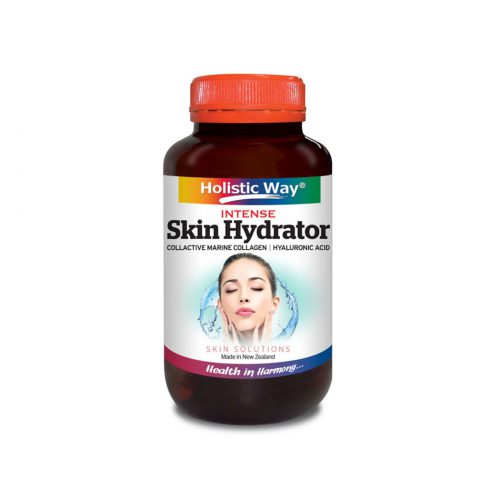 Holistic Way®
INTENSE
Skin Hydrator
COLLACTIVE MARINE COLLAGEN | HYALURONIC ACID
SKIN SOLUTIONS
Made in New Zealand
Health in Harmony...